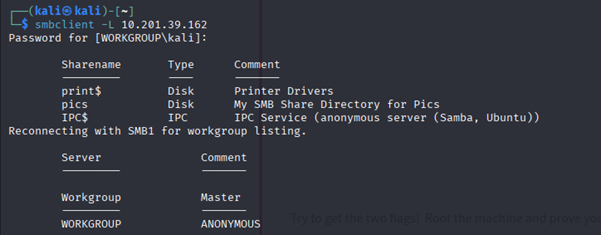 ┌──(kali㉿kali)-[~]
└─$ smbclient -L 10.201.39.162
Password for [WORKGROUP\kali]:
Sharename Type Comment
--------- ---- -------
print$ Disk Printer Drivers
pics Disk My SMB Share Directory for Pics
IPC$ IPC IPC Service (anonymous server (Samba, Ubuntu))
Reconnecting with SMB1 for workgroup listing.
Server Comment
--------- -------
Workgroup Master
--------- -------
WORKGROUP ANONYMOUS
Try to get the two flags! Root the machine and prove you